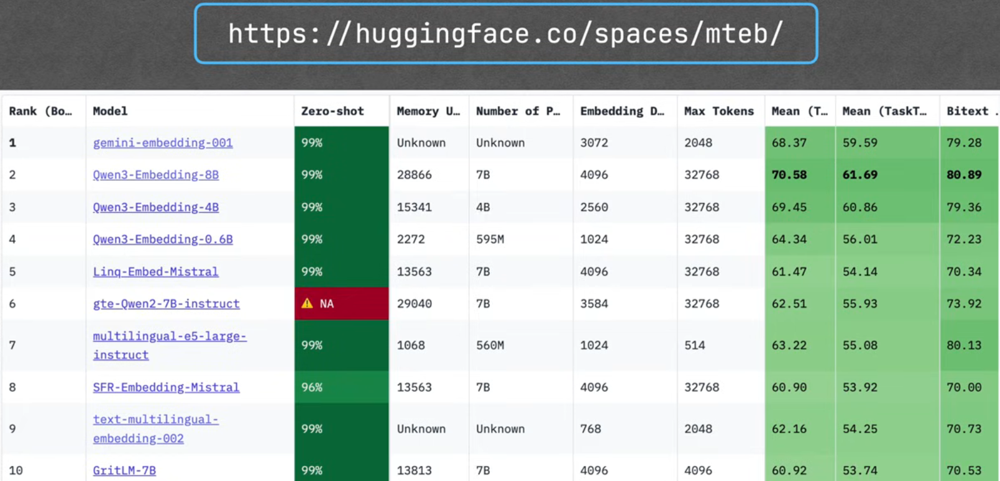 https://huggingface.co/spaces/mteb/
Rank (Bo… Model Zero-shot Memory U… Number of P… Embedding D… Max Tokens Mean (T… Mean (TaskT… Bitext .
1 gemini-embedding-001 99% Unknown Unknown 3072 2048 68.37 59.59 79.28
2 Qwen3-Embedding-8B 99% 28866 7B 4096 32768 70.58 61.69 80.89
3 Qwen3-Embedding-4B 99% 15341 4B 2560 32768 69.45 60.86 79.36
4 Qwen3-Embedding-0.6B 99% 2272 595M 1024 32768 64.34 56.01 72.23
5 Linq-Embed-Mistral 99% 13563 7B 4096 32768 61.47 54.14 70.34
6 gte-Qwen2-7B-instruct ⚠ NA 29040 7B 3584 32768 62.51 55.93 73.92
7 multilingual-e5-large-
instruct 99% 1068 560M 1024 514 63.22 55.08 80.13
8 SFR-Embedding-Mistral 96% 13563 7B 4096 32768 60.90 53.92 70.00
9 text-multilingual-
embedding-002 99% Unknown Unknown 768 2048 62.16 54.25 70.73
10 GritLM-7B 99% 13813 7B 4096 4096 60.92 53.74 70.53